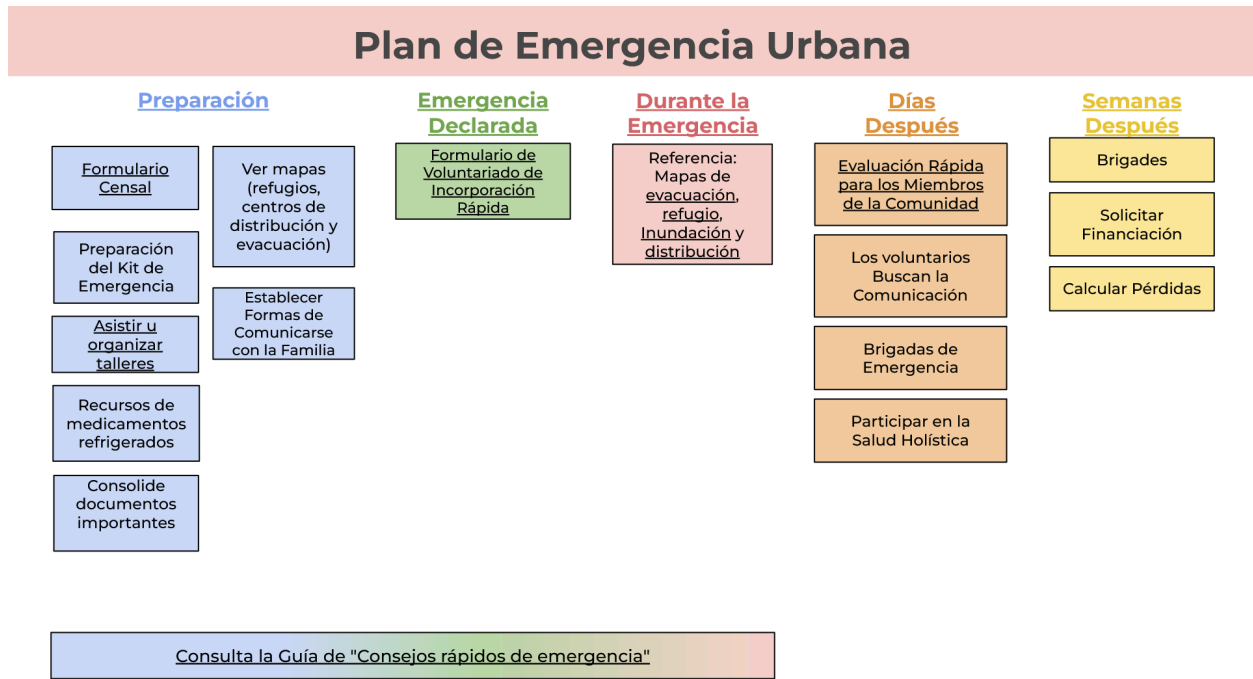 Plan de Emergencia Urbana
Preparación
Formulario
Censal
Preparación
del Kit de
Emergencia
Asistir u
organizar
talleres
Recursos de
medicamentos
refrigerados
Consolide
documentos
importantes
Ver mapas
(refugios,
centros de
distribución y
evacuación)
Establecer
Formas de
Comunicarse
con la Familia
Emergencia
Declarada
Formulario de
Voluntariado de
Incorporación
Rápida
Durante la
Emergencia
Referencia:
Mapas de
evacuación,
refugio,
Inundación y
distribución
Días
Después
Evaluación Rápida
para los Miembros
de la Comunidad
Los voluntarios
Buscan la
Comunicación
Brigadas de
Emergencia
Participar en la
Salud Holística
Semanas
Después
Brigades
Solicitar
Financiación
Calcular Pérdidas
Consulta la Guía de "Consejos rápidos de emergencia"